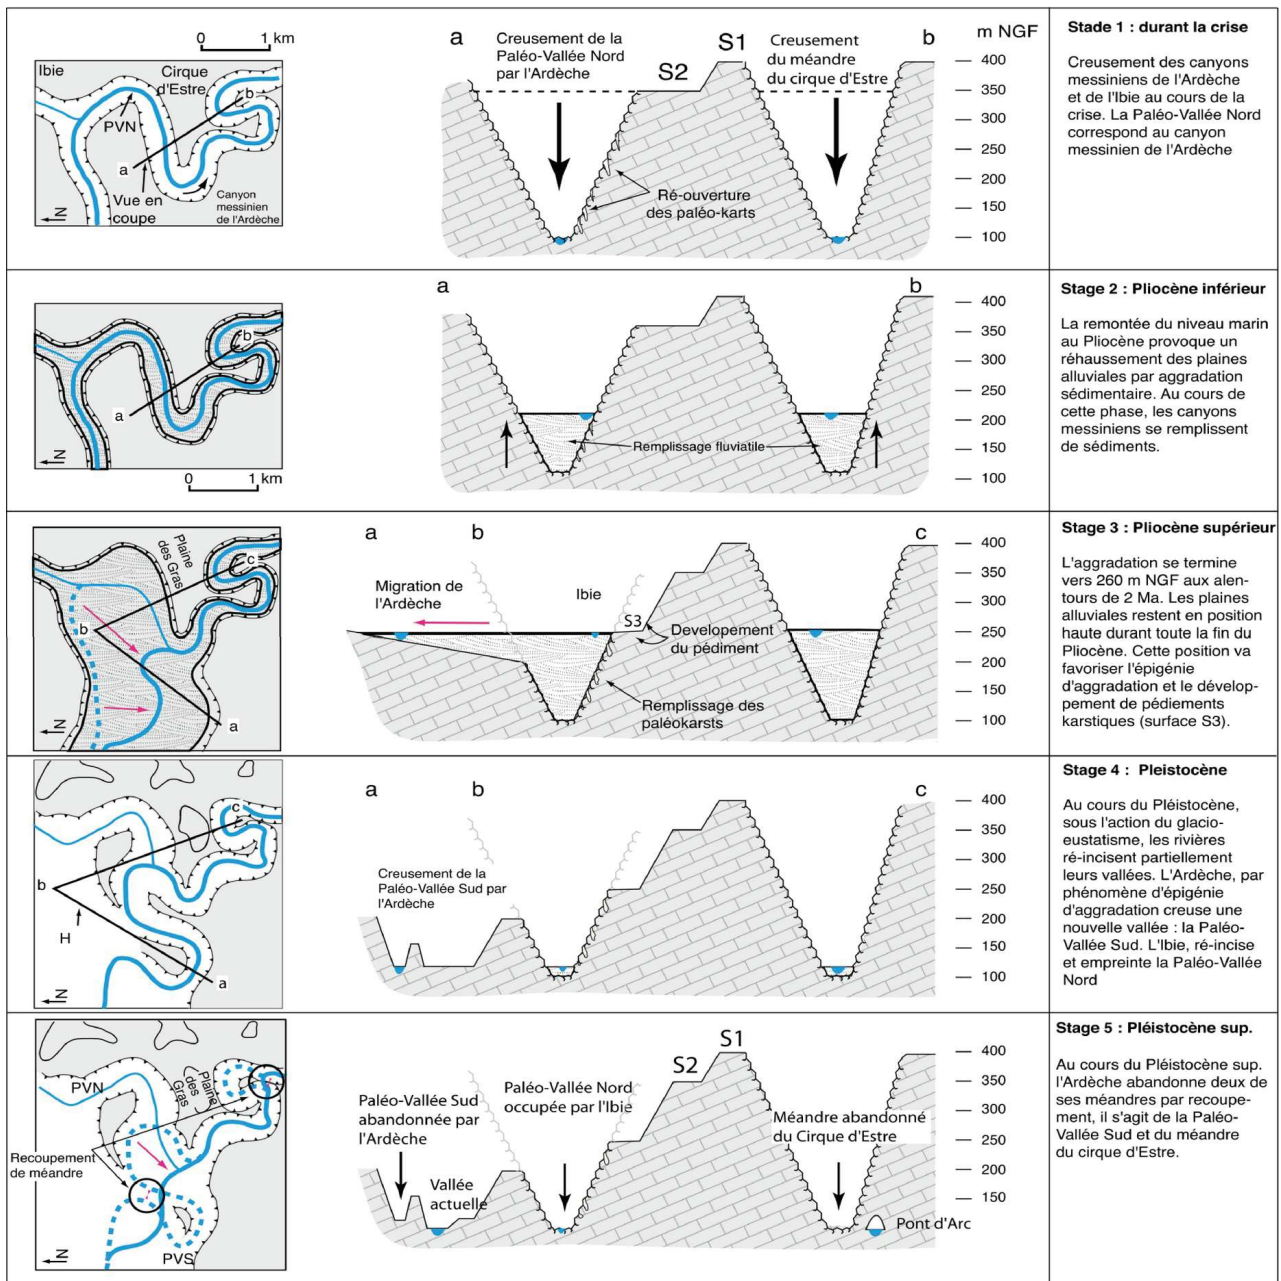 0 1 km
Ibie
Cirque
d'Estre
PVN
b
a
Vue en
coupe
Canyon
messinien
de l'Ardèche
N
a
Creusement de la
Paléo-Vallée Nord
par l'Ardèche
S2
S1
Creusement
du méandre
du cirque d'Estre
b
m NGF
400
350
300
250
200
150
100
Ré-ouverture
des paléo-karts
Stade 1 : durant la crise
Creusement des canyons
messiniens de l'Ardèche
et de l'Ibie au cours de la
crise. La Paléo-Vallée Nord
correspond au canyon
messinien de l'Ardèche
b
a
N
0 1 km
a
b
400
350
300
250
200
150
100
Remplissage fluviatile
Stage 2 : Pliocène inférieur
La remontée du niveau marin
au Pliocène provoque un
réhaussement des plaines
alluviales par aggradation
sédimentaire. Au cours de
cette phase, les canyons
messiniens se remplissent
de sédiments.
Plaine
des Gras
c
b
a
N
a
b
c
Migration de
l'Ardèche
Ibie
S3
Developement
du pédiment
Remplissage des
paléokarsts
400
350
300
250
200
150
100
Stage 3 : Pliocène supérieur
L'aggradation se termine
vers 260 m NGF aux alen-
tours de 2 Ma. Les plaines
alluviales restent en position
haute durant toute la fin du
Pliocène. Cette position va
favoriser l'épigénie
d'aggradation et le dévelop-
pement de pédiements
karstiques (surface S3).
c
b
H
a
N
a
b
c
Creusement de la
Paléo-Vallée Sud par
l'Ardèche
400
350
300
250
200
150
100
Stage 4 : Pleistocène
Au cours du Pléistocène,
sous l'action du glacio-
eustatisme, les rivières
ré-incisent partiellement
leurs vallées. L'Ardèche, par
phénomène d'épigénie
d'aggradation creuse une
nouvelle vallée : la Paléo-
Vallée Sud. L'Ibie, ré-incise
et empreinte la Paléo-Vallée
Nord
PVN
Plaine
des
Gras
Recoupement
de méandre
PVS
N
Paléo-Vallée Sud
abandonnée par
l'Ardèche
Vallée
actuelle
Paléo-Vallée Nord
occupée par l'Ibie
S2
S1
Méandre abandonné
du Cirque d'Estre
Pont d'Arc
400
350
300
250
200
150
Stage 5 : Pléistocène sup.
Au cours du Pléistocène sup.
l'Ardèche abandonne deux de
ses méandres par recoupe-
ment, il s'agit de la Paléo-
Vallée Sud et du méandre
du cirque d'Estre.